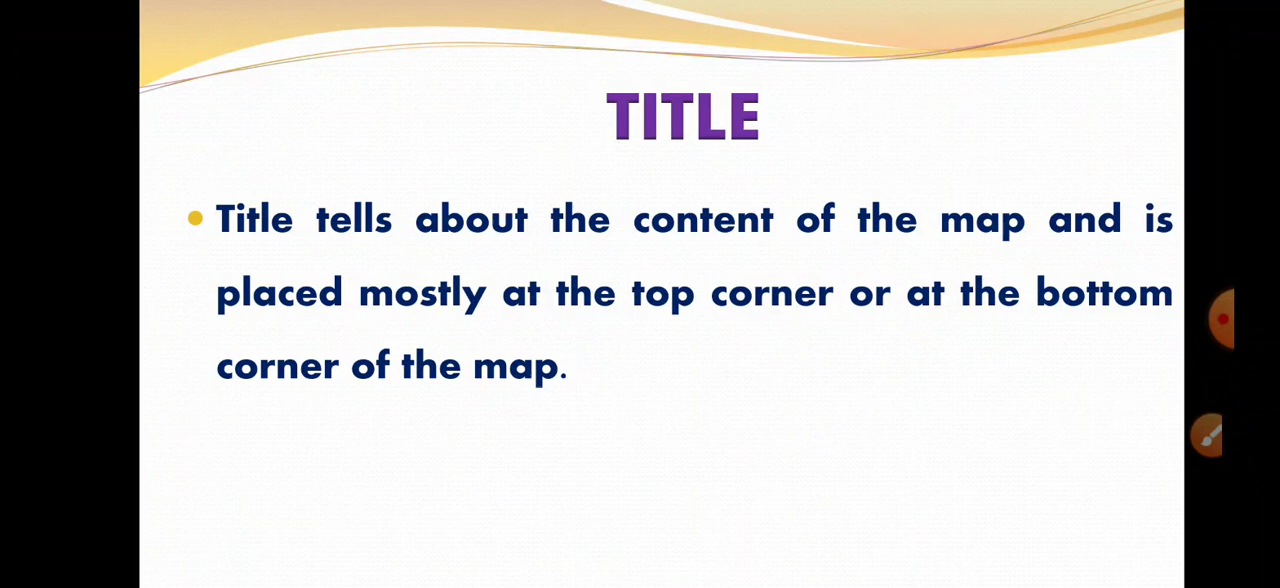 TITLE
Title tells about the content of the map and is
placed mostly at the top corner or at the bottom
corner of the map.